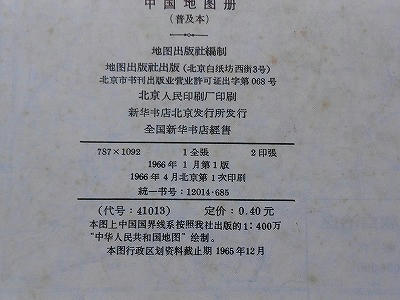 中国地图册
(普及本)
地图出版社編制
地图出版社出版 (北京白纸坊西街3号)
北京市书刊出版业营业許可证出字第068号
北京人民印刷厂印刷
新华书店北京发行所发行
全国新华书店經售
787×1092 1全張 2印張
1966年1月第1版
1966年4月北京第1次印刷
統一书号:12014·685
(代号:41013) 定价:0.40元
本图上中国国界线系按照我社出版的1:400万
“中华人民共和国地图”绘制。
本图行政区划资料截止期1965年12月